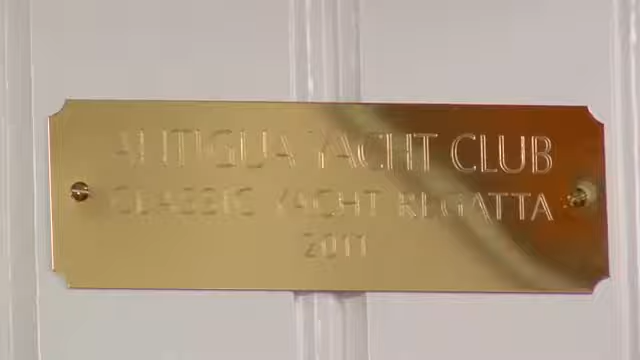 ANTIGUA YACHT CLUB
CLASSIC YACHT REGATTA
2011